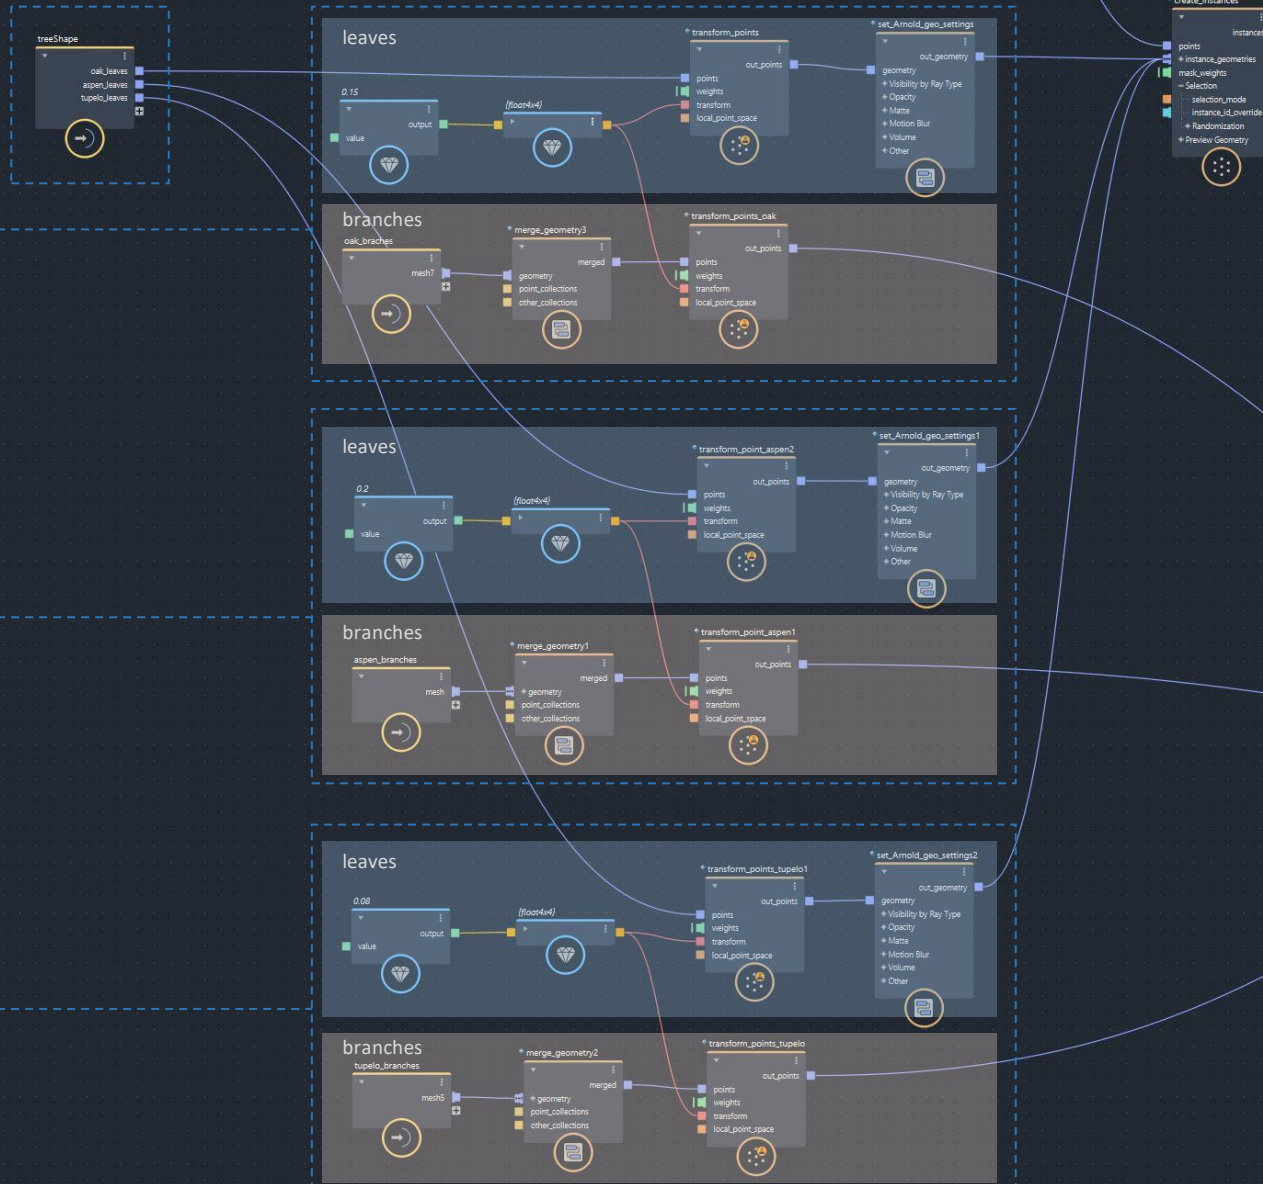 treeShape
oak_leaves
aspen_leaves
tupelo_leaves
leaves
0.15
value
output
{float4x4}
transform_points
out_points
points
weights
transform
local_point_space
set_Arnold_geo_settings
out_geometry
geometry
+ Visibility by Ray Type
+ Opacity
+ Matte
+ Motion Blur
+ Volume
+ Other
create_instances
instances
points
+ instance_geometries
mask_weights
− Selection
selection_mode
instance_id_override
+ Randomization
+ Preview Geometry
branches
oak_braches
mesh7
merge_geometry3
merged
geometry
point_collections
other_collections
transform_points_oak
out_points
points
weights
transform
local_point_space
leaves
0.2
value
output
{float4x4}
transform_point_aspen2
out_points
points
weights
transform
local_point_space
set_Arnold_geo_settings1
out_geometry
geometry
+ Visibility by Ray Type
+ Opacity
+ Matte
+ Motion Blur
+ Volume
+ Other
branches
aspen_branches
mesh
merge_geometry1
merged
+ geometry
point_collections
other_collections
transform_point_aspen1
out_points
points
weights
transform
local_point_space
leaves
0.08
value
output
{float4x4}
transform_points_tupelo1
out_points
points
weights
transform
local_point_space
set_Arnold_geo_settings2
out_geometry
geometry
+ Visibility by Ray Type
+ Opacity
+ Matte
+ Motion Blur
+ Volume
+ Other
branches
tupelo_branches
mesh5
merge_geometry2
merged
+ geometry
point_collections
other_collections
transform_points_tupelo
out_points
points
weights
transform
local_point_space